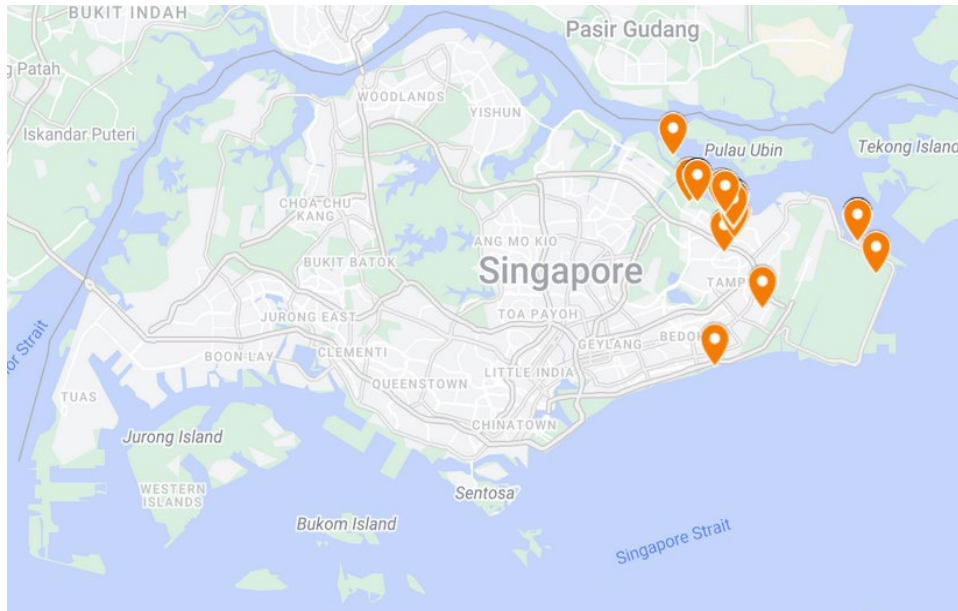 BUKIT INDAH
Pasir Gudang
Patah
WOODLANDS
YISHUN
Iskandar Puteri
Pulau Ubin
Tekong Island
CHOA CHU
KANG
ANG MO KIO
BUKIT BATOK
Singapore
TAMP
JURONG EAST
TOA PAYOH
BOON LAY
CLEMENTI
GEYLANG
BEDO
QUEENSTOWN
LITTLE INDIA
TUAS
CHINATOWN
Jurong Island
WESTERN
ISLANDS
Sentosa
Bukom Island
Singapore Strait
or Strait